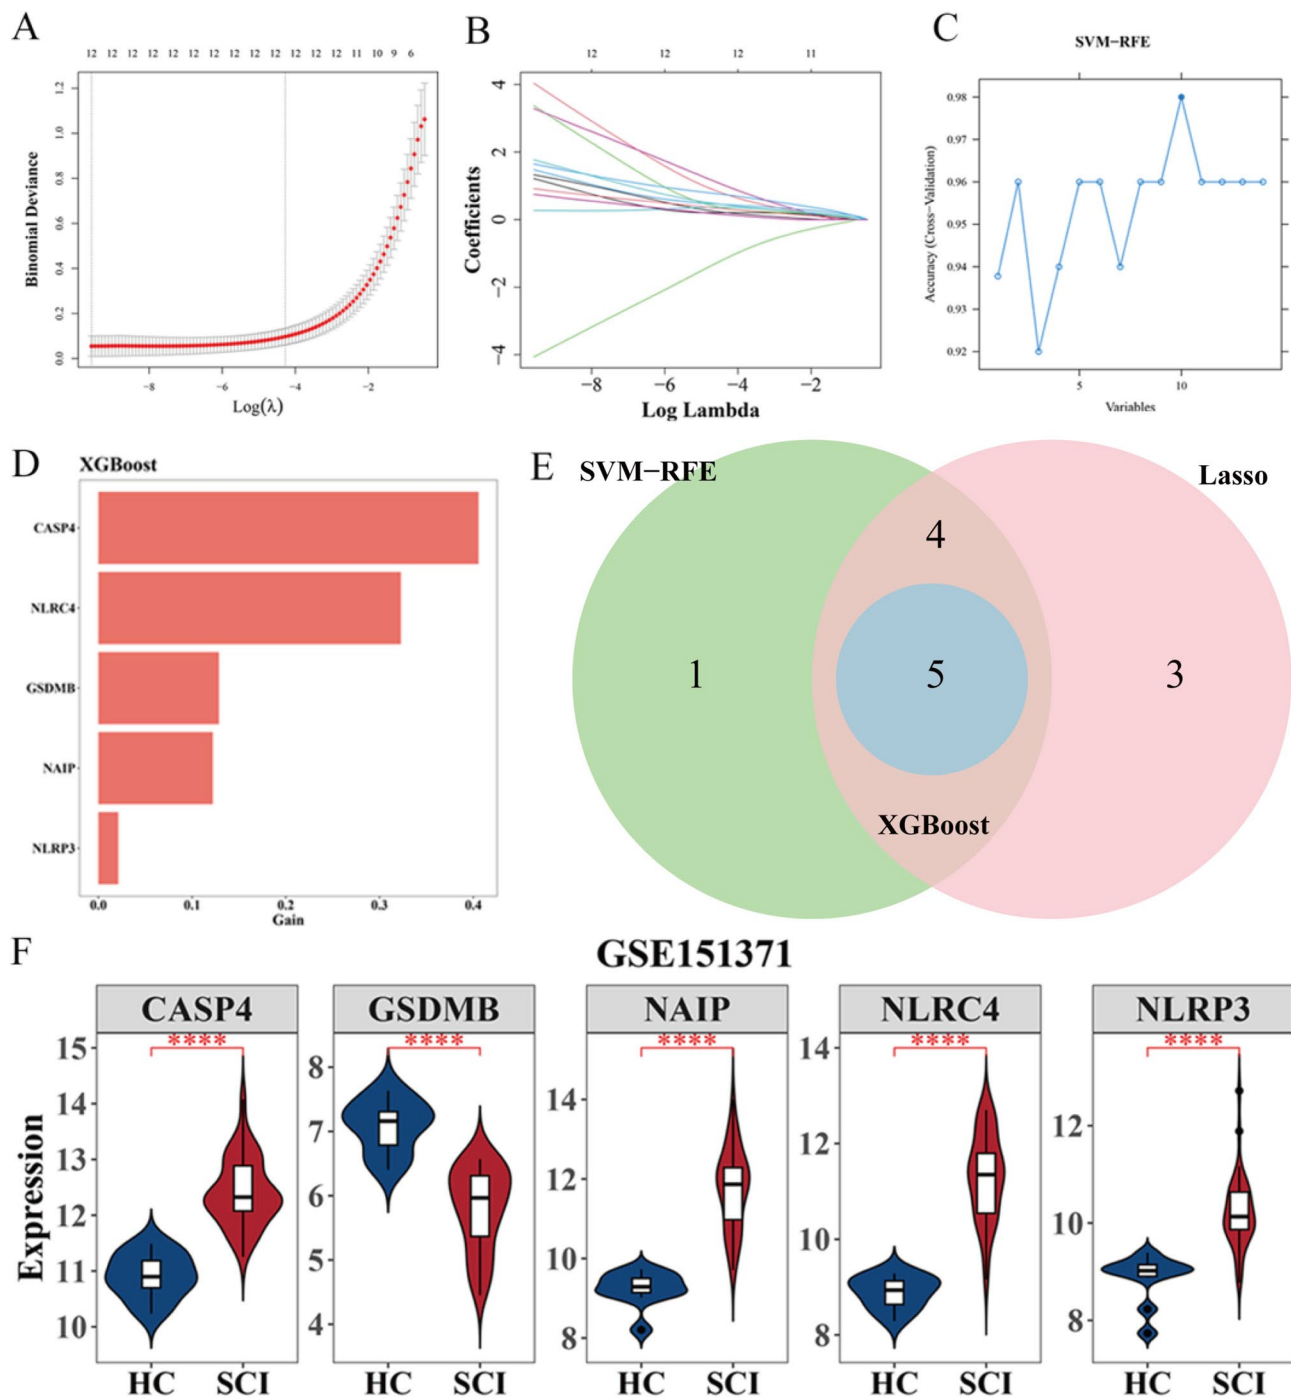 A
12 12 12 12 12 12 12 12 12 12 12 12 12 11 10 9 6
Binomial Deviance
1.2
1.0
0.8
0.6
0.4
0.2
0.0
−8 −6 −4 −2
Log(λ)
B
12 12 12 11
Coefficients
4
2
0
−2
−4
−8 −6 −4 −2
Log Lambda
C
SVM−RFE
5 10
Accuracy (Cross−Validation)
0.98
0.97
0.96
0.95
0.94
0.93
0.92
5 10
Variables
D
XGBoost
CASP4
NLRC4
GSDMB
NAIP
NLRP3
0.0 0.1 0.2 0.3 0.4
Gain
E
SVM−RFE
Lasso
4
1
5
3
XGBoost
F
GSE151371
Expression
CASP4
****
15
14
13
12
11
10
HC SCI
GSDMB
****
8
7
6
5
4
HC SCI
NAIP
****
14
12
10
8
HC SCI
NLRC4
****
14
12
10
8
HC SCI
NLRP3
****
12
10
8
HC SCI